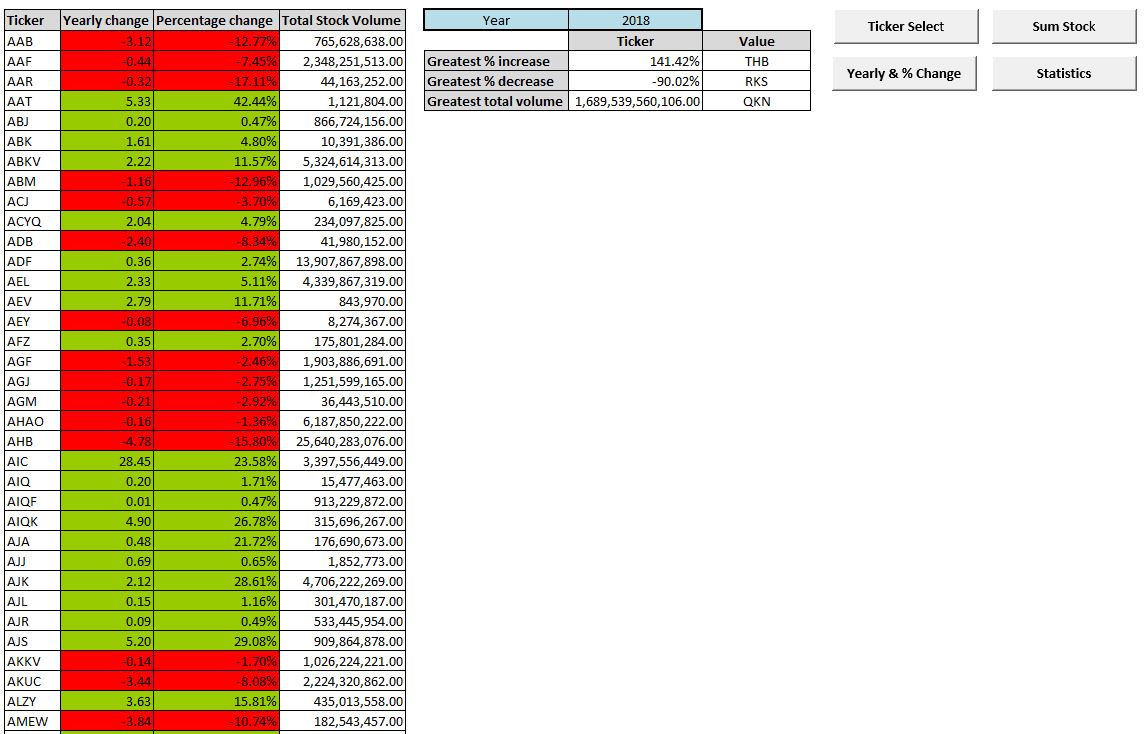 Ticker Yearly change Percentage change Total Stock Volume
AAB -3.12 -12.77% 765,628,638.00
AAF -0.44 -7.45% 2,348,251,513.00
AAR -0.32 -17.11% 44,163,252.00
AAT 5.33 42.44% 1,121,804.00
ABJ 0.20 0.47% 866,724,156.00
ABK 1.61 4.80% 10,391,386.00
ABKV 2.22 11.57% 5,324,614,313.00
ABM -1.16 -12.96% 1,029,560,425.00
ACJ -0.57 -3.70% 6,169,423.00
ACYQ 2.04 4.79% 234,097,825.00
ADB -2.40 -8.34% 41,980,152.00
ADF 0.36 2.74% 13,907,867,898.00
AEL 2.33 5.11% 4,339,867,319.00
AEV 2.79 11.71% 843,970.00
AEY -0.08 -6.96% 8,274,367.00
AFZ 0.35 2.70% 175,801,284.00
AGF -1.53 -2.46% 1,903,886,691.00
AGJ -0.17 -2.75% 1,251,599,165.00
AGM -0.21 -2.92% 36,443,510.00
AHAO -0.16 -1.36% 6,187,850,222.00
AHB -4.78 -15.80% 25,640,283,076.00
AIC 28.45 23.58% 3,397,556,449.00
AIQ 0.20 1.71% 15,477,463.00
AIQF 0.01 0.47% 913,229,872.00
AIQK 4.90 26.78% 315,696,267.00
AJA 0.48 21.72% 176,690,673.00
AJJ 0.69 0.65% 1,852,773.00
AJK 2.12 28.61% 4,706,222,269.00
AJL 0.15 1.16% 301,470,187.00
AJR 0.09 0.49% 533,445,954.00
AJS 5.20 29.08% 909,864,878.00
AKKV -0.14 -1.70% 1,026,224,221.00
AKUC -3.44 -8.08% 2,224,320,862.00
ALZY 3.63 15.81% 435,013,558.00
AMEW -3.84 -10.74% 182,543,457.00
Year 2018
Ticker Value
Greatest % increase 141.42% THB
Greatest % decrease -90.02% RKS
Greatest total volume 1,689,539,560,106.00 QKN
Ticker Select Sum Stock
Yearly & % Change Statistics